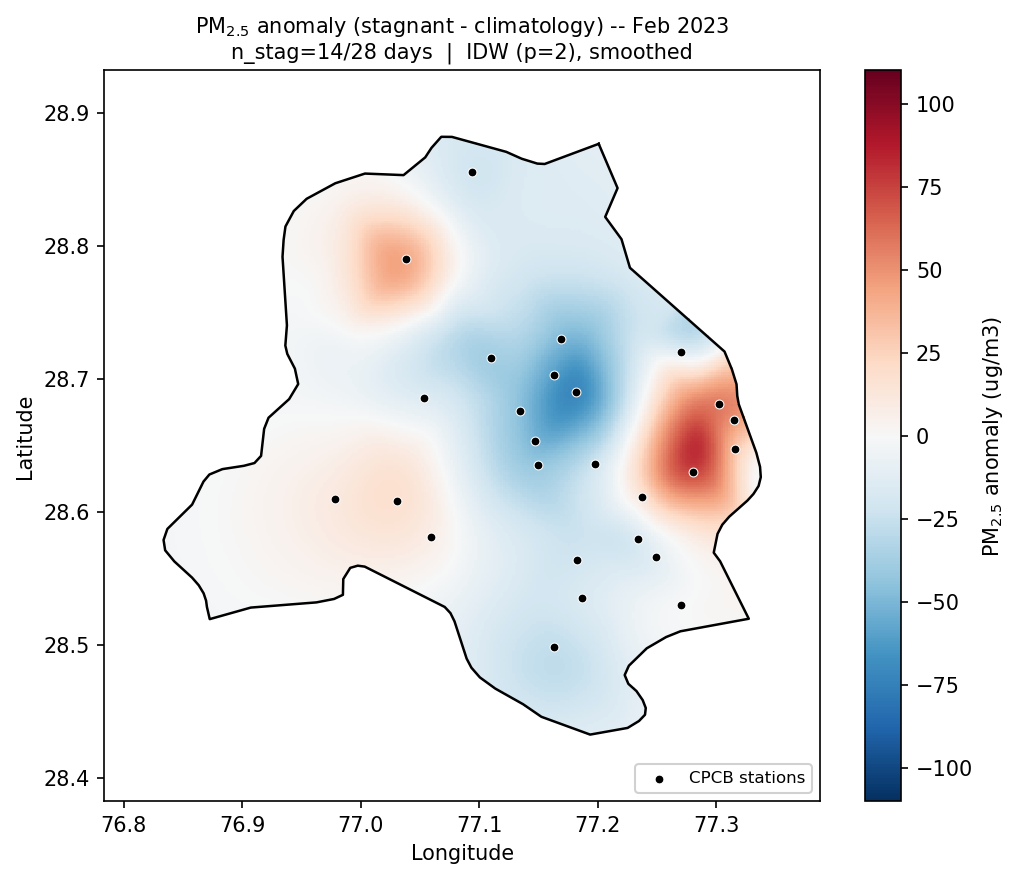 PM₂.₅ anomaly (stagnant - climatology) -- Feb 2023
n_stag=14/28 days | IDW (p=2), smoothed
28.9
28.8
28.7
28.6
28.5
28.4
Latitude
76.8 76.9 77.0 77.1 77.2 77.3
Longitude
CPCB stations
100
75
50
25
0
−25
−50
−75
−100
PM₂.₅ anomaly (ug/m3)